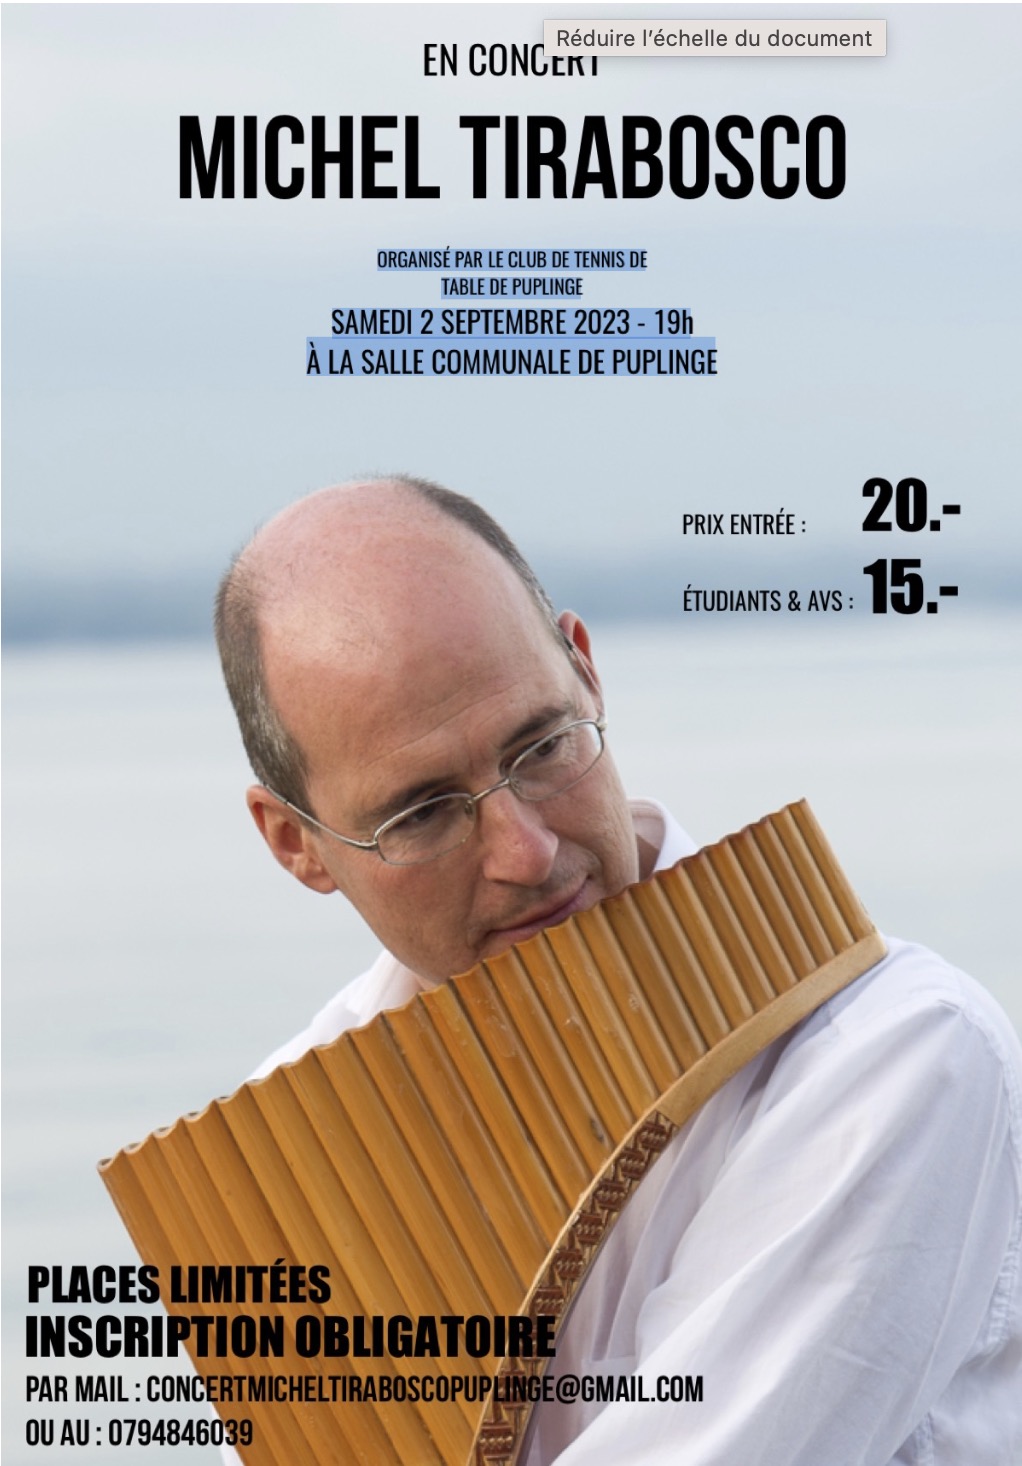 Réduire l'échelle du document
EN CONCERT
MICHEL TIRABOSCO
ORGANISÉ PAR LE CLUB DE TENNIS DE
TABLE DE PUPLINGE
SAMEDI 2 SEPTEMBRE 2023 - 19h
À LA SALLE COMMUNALE DE PUPLINGE
PRIX ENTRÉE : 20.-
ÉTUDIANTS & AVS : 15.-
PLACES LIMITÉES
INSCRIPTION OBLIGATOIRE
PAR MAIL : CONCERTMICHELTIRABOSCOPUPLINGE@GMAIL.COM
OU AU : 0794846039